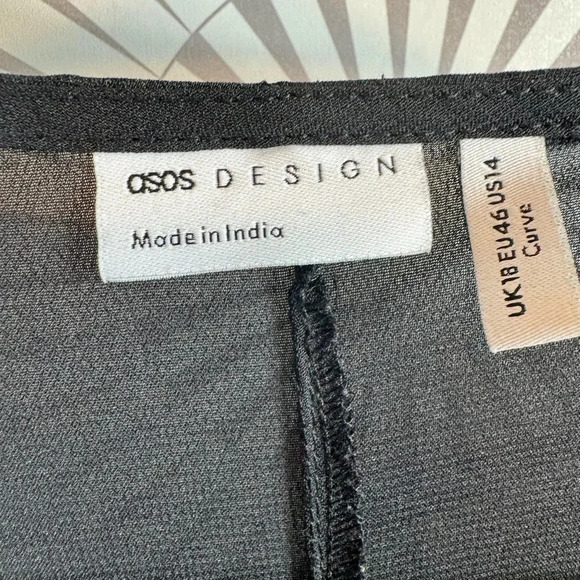 asos DESIGN
Made in India
UK18 EU46 US14
Curve